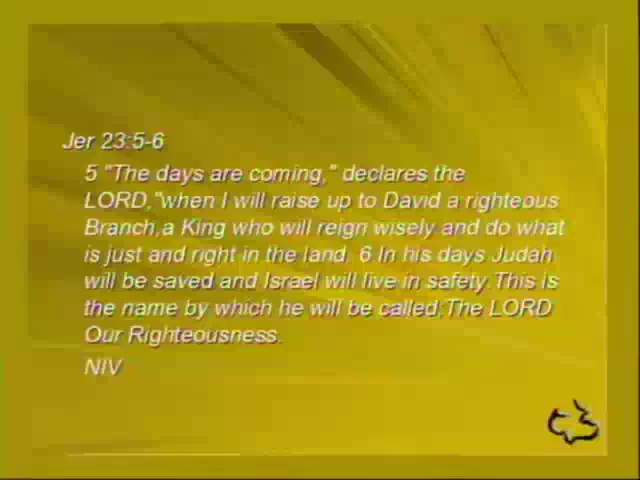 Jer 23:5-6
5 "The days are coming," declares the
LORD,"when I will raise up to David a righteous
Branch,a King who will reign wisely and do what
is just and right in the land. 6.In his days Judah
will be saved and Israel will live in safety.This is
the name by which he will be called;The LORD
Our Righteousness.
NIV